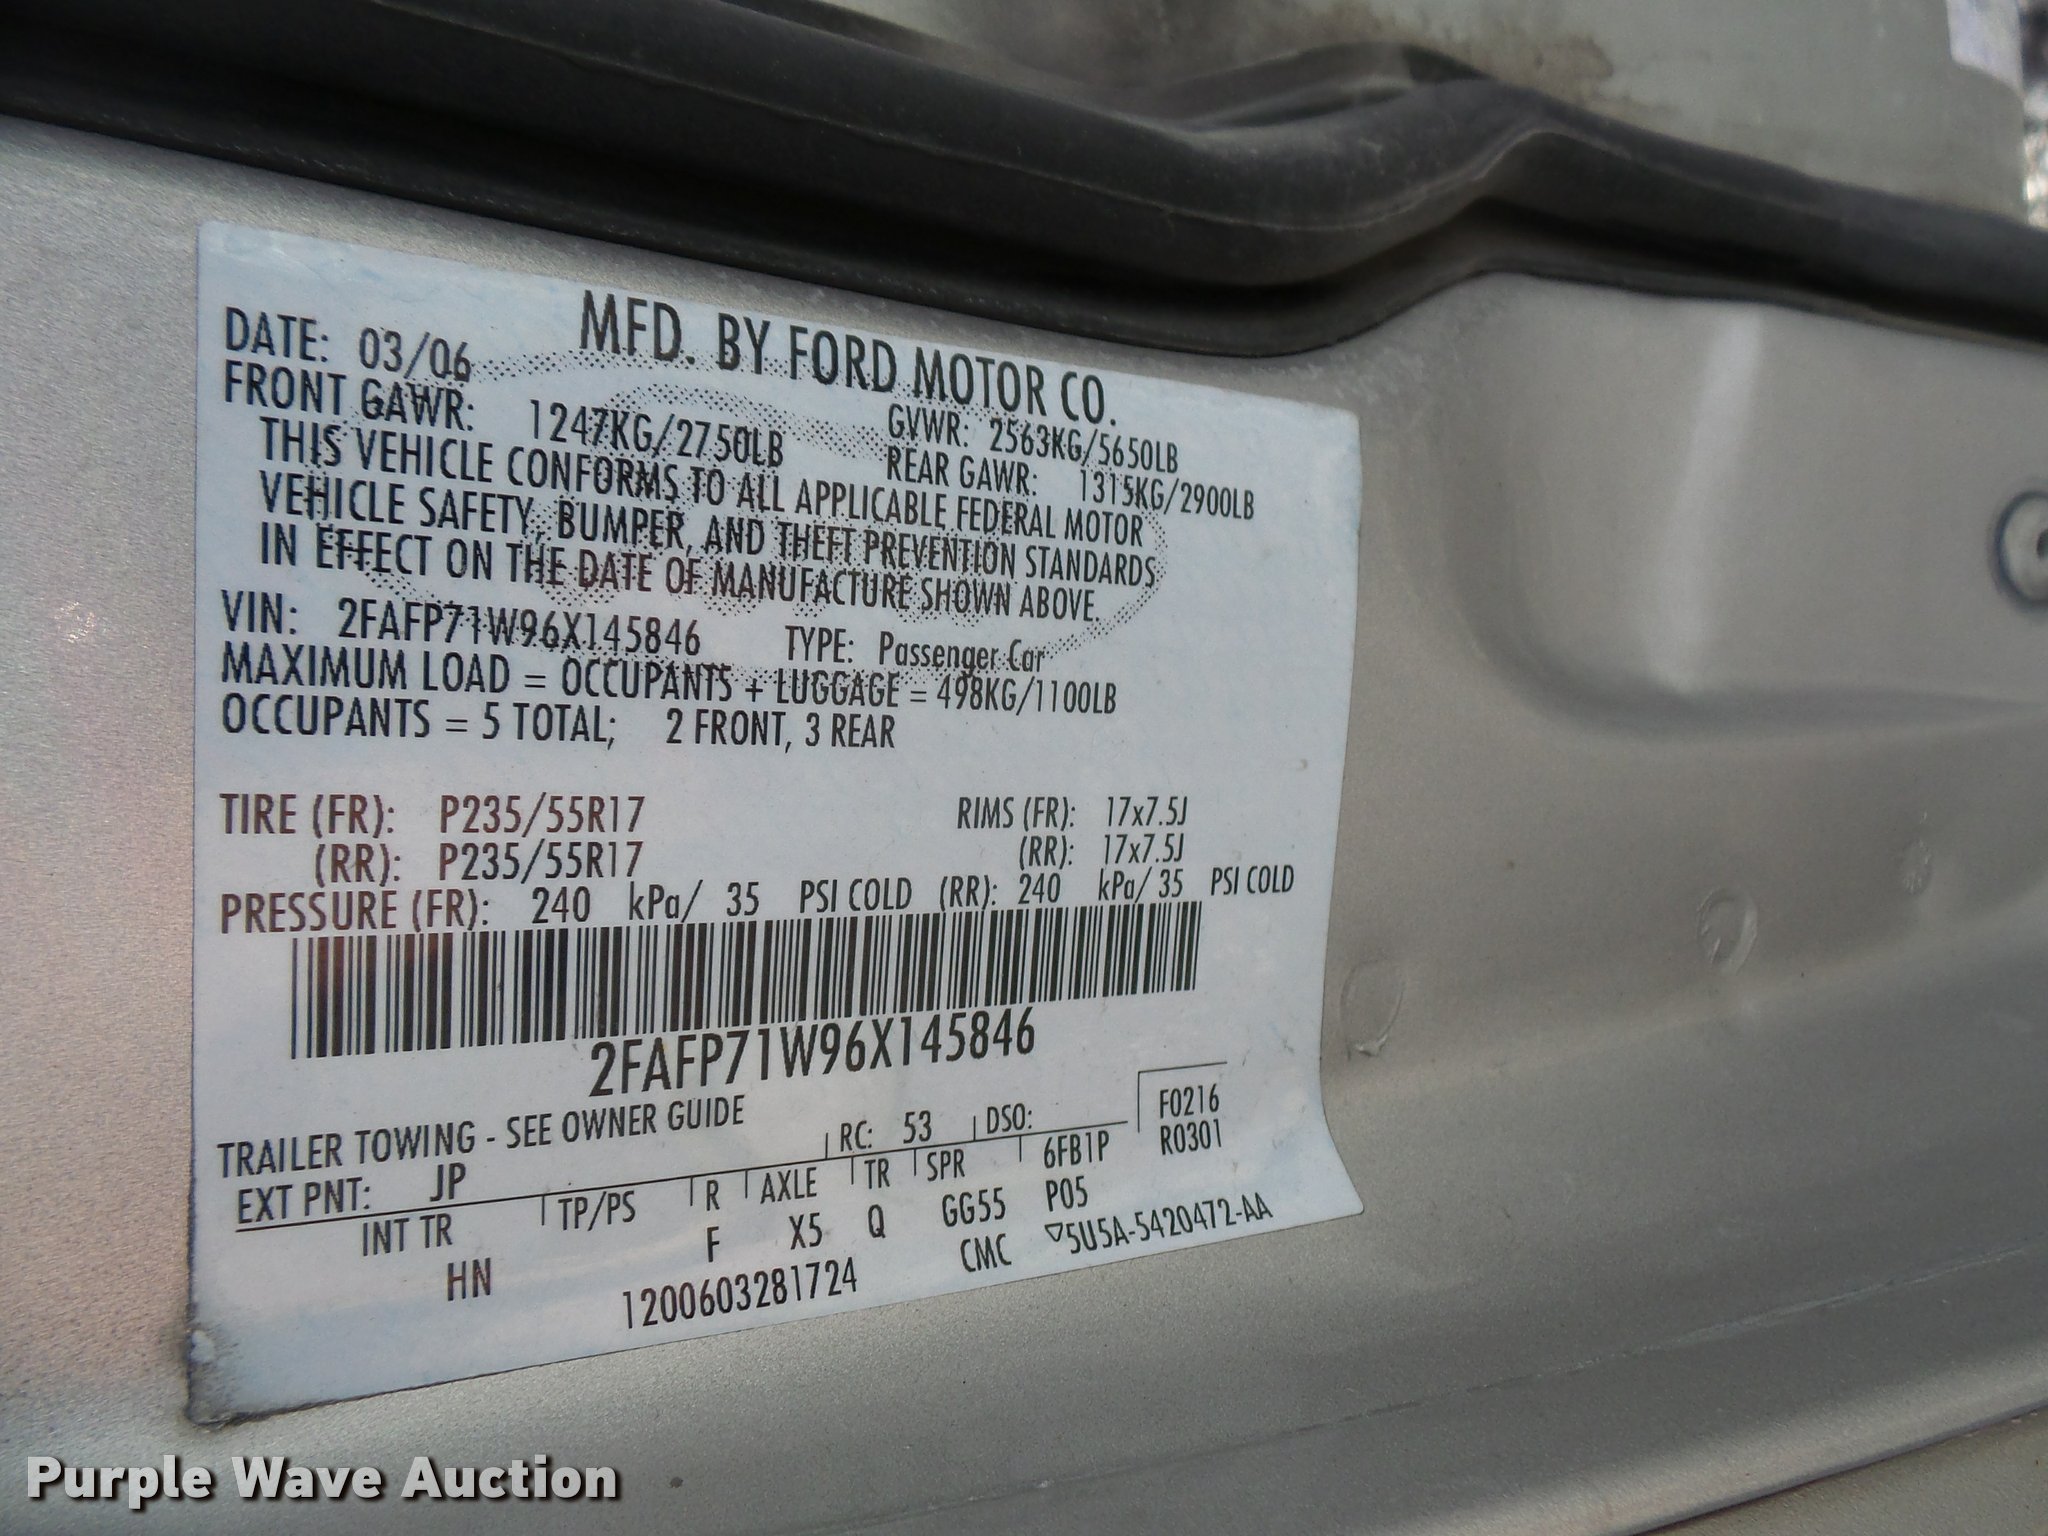 MFD. BY FORD MOTOR CO.
DATE: 03/06 GVWR: 2563KG/5650LB
FRONT GAWR: 1247KG/2750LB REAR GAWR: 1315KG/2900LB
THIS VEHICLE CONFORMS TO ALL APPLICABLE FEDERAL MOTOR
VEHICLE SAFETY, BUMPER, AND THEFT PREVENTION STANDARDS
IN EFFECT ON THE DATE OF MANUFACTURE SHOWN ABOVE.
VIN: 2FAFP71W96X145846 TYPE: Passenger Car
MAXIMUM LOAD = OCCUPANTS + LUGGAGE = 498KG/1100LB
OCCUPANTS = 5 TOTAL; 2 FRONT, 3 REAR
TIRE (FR): P235/55R17 RIMS (FR): 17x7.5J
(RR): P235/55R17 (RR): 17x7.5J
PRESSURE (FR): 240 kPa/ 35 PSI COLD (RR): 240 kPa/ 35 PSI COLD
2FAFP71W96X145846
TRAILER TOWING - SEE OWNER GUIDE F0216
EXT PNT: JP RC: 53 DSO: R0301
INT TR TP/PS R AXLE TR SPR 6FB1P
HN F X5 Q GG55 P05
1200603281724 CMC ▽5U5A-5420472-AA
Purple Wave Auction